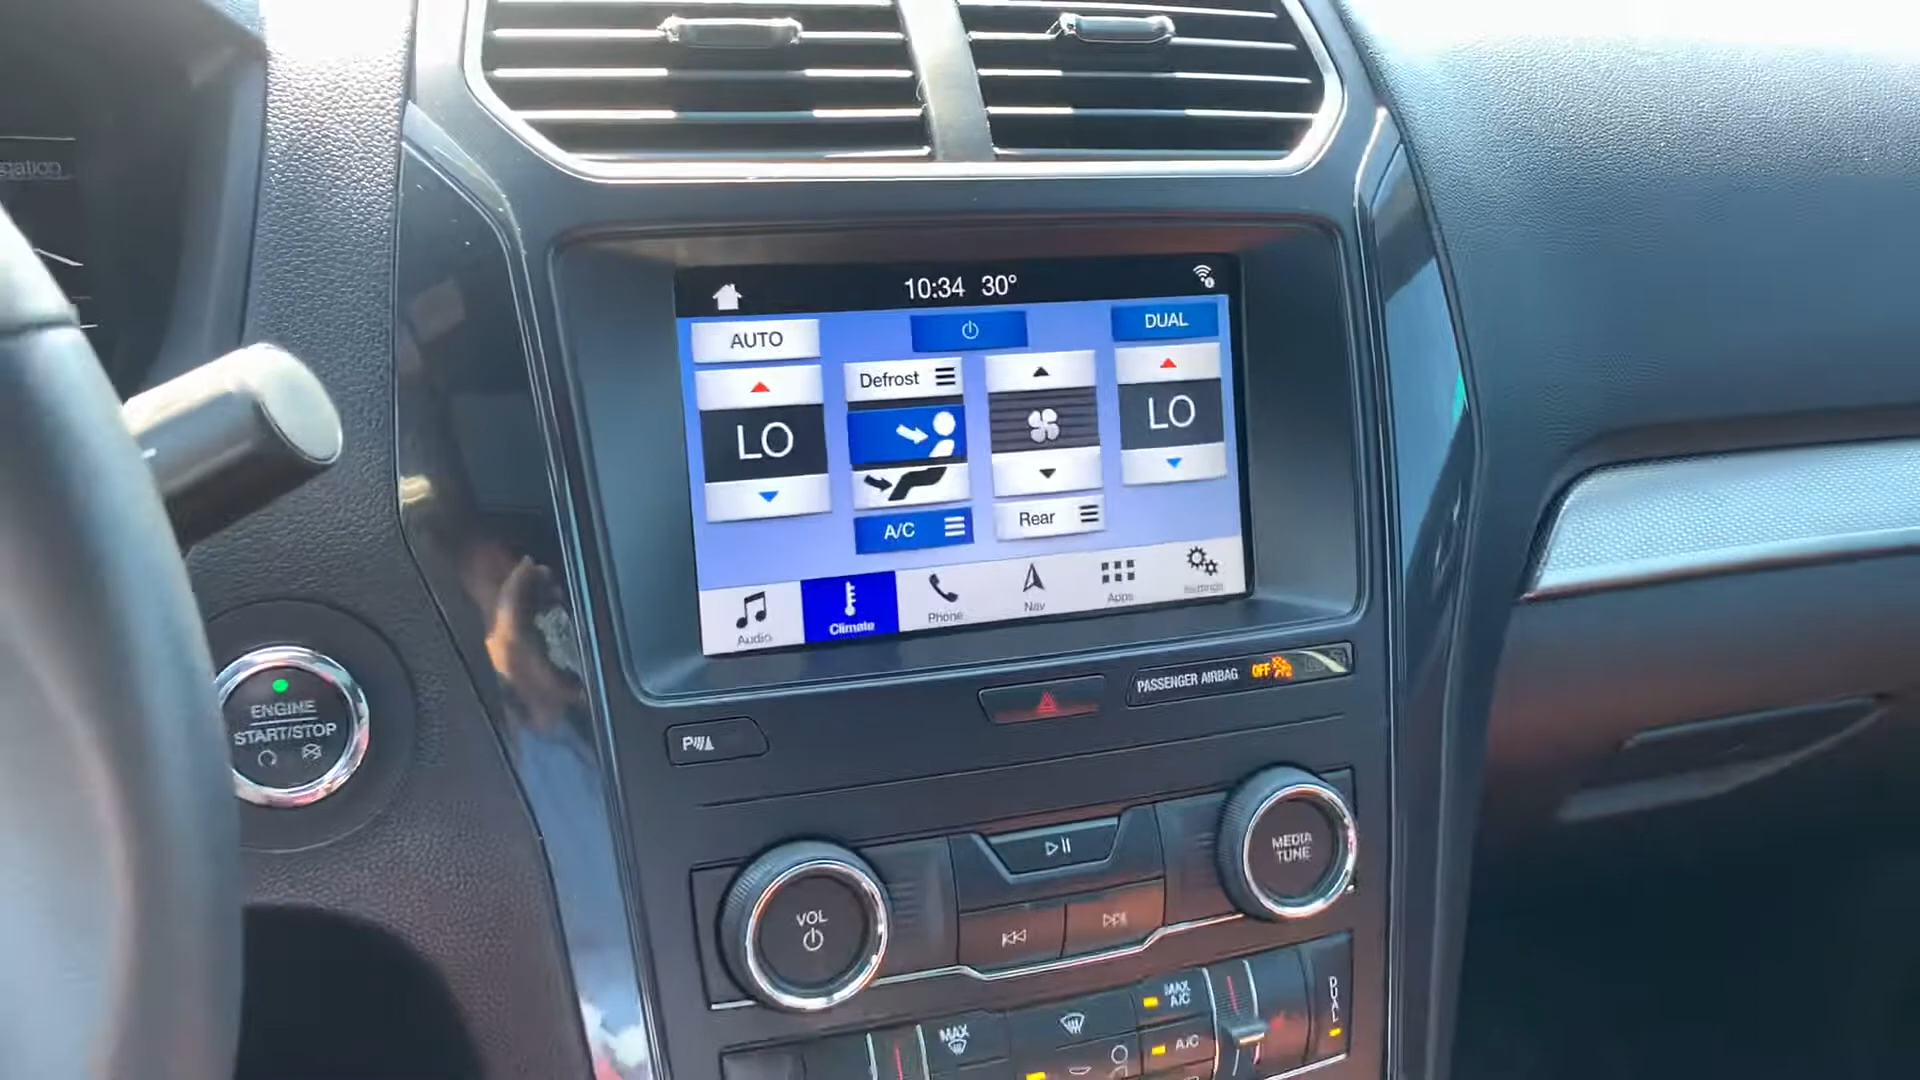 10:34 30°
AUTO
DUAL
Defrost
LO
LO
A/C
Rear
Audio
Climate
Phone
Nav
Apps
Settings
PASSENGER AIRBAG OFF
P
ENGINE
START/STOP
MEDIA
TUNE
VOL
MAX
A/C
MAX
A/C
DUAL